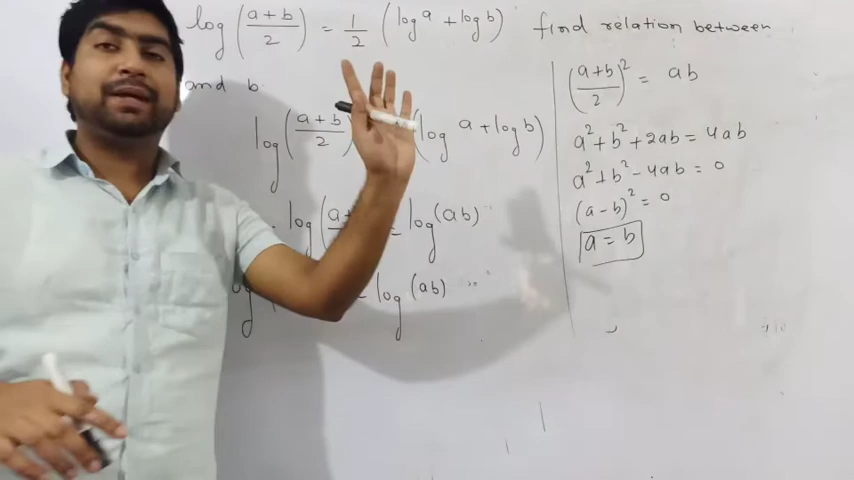 log ( a + b / 2 ) = 1/2 ( log a + log b ) find relation between
and b
log ( a + b / 2 ) ( log a + log b )
log ( a = log (ab)
log (ab)
( a+b / 2 )² = ab
a² + b² + 2ab = 4ab
a² + b² - 4ab = 0
(a - b)² = 0
a = b